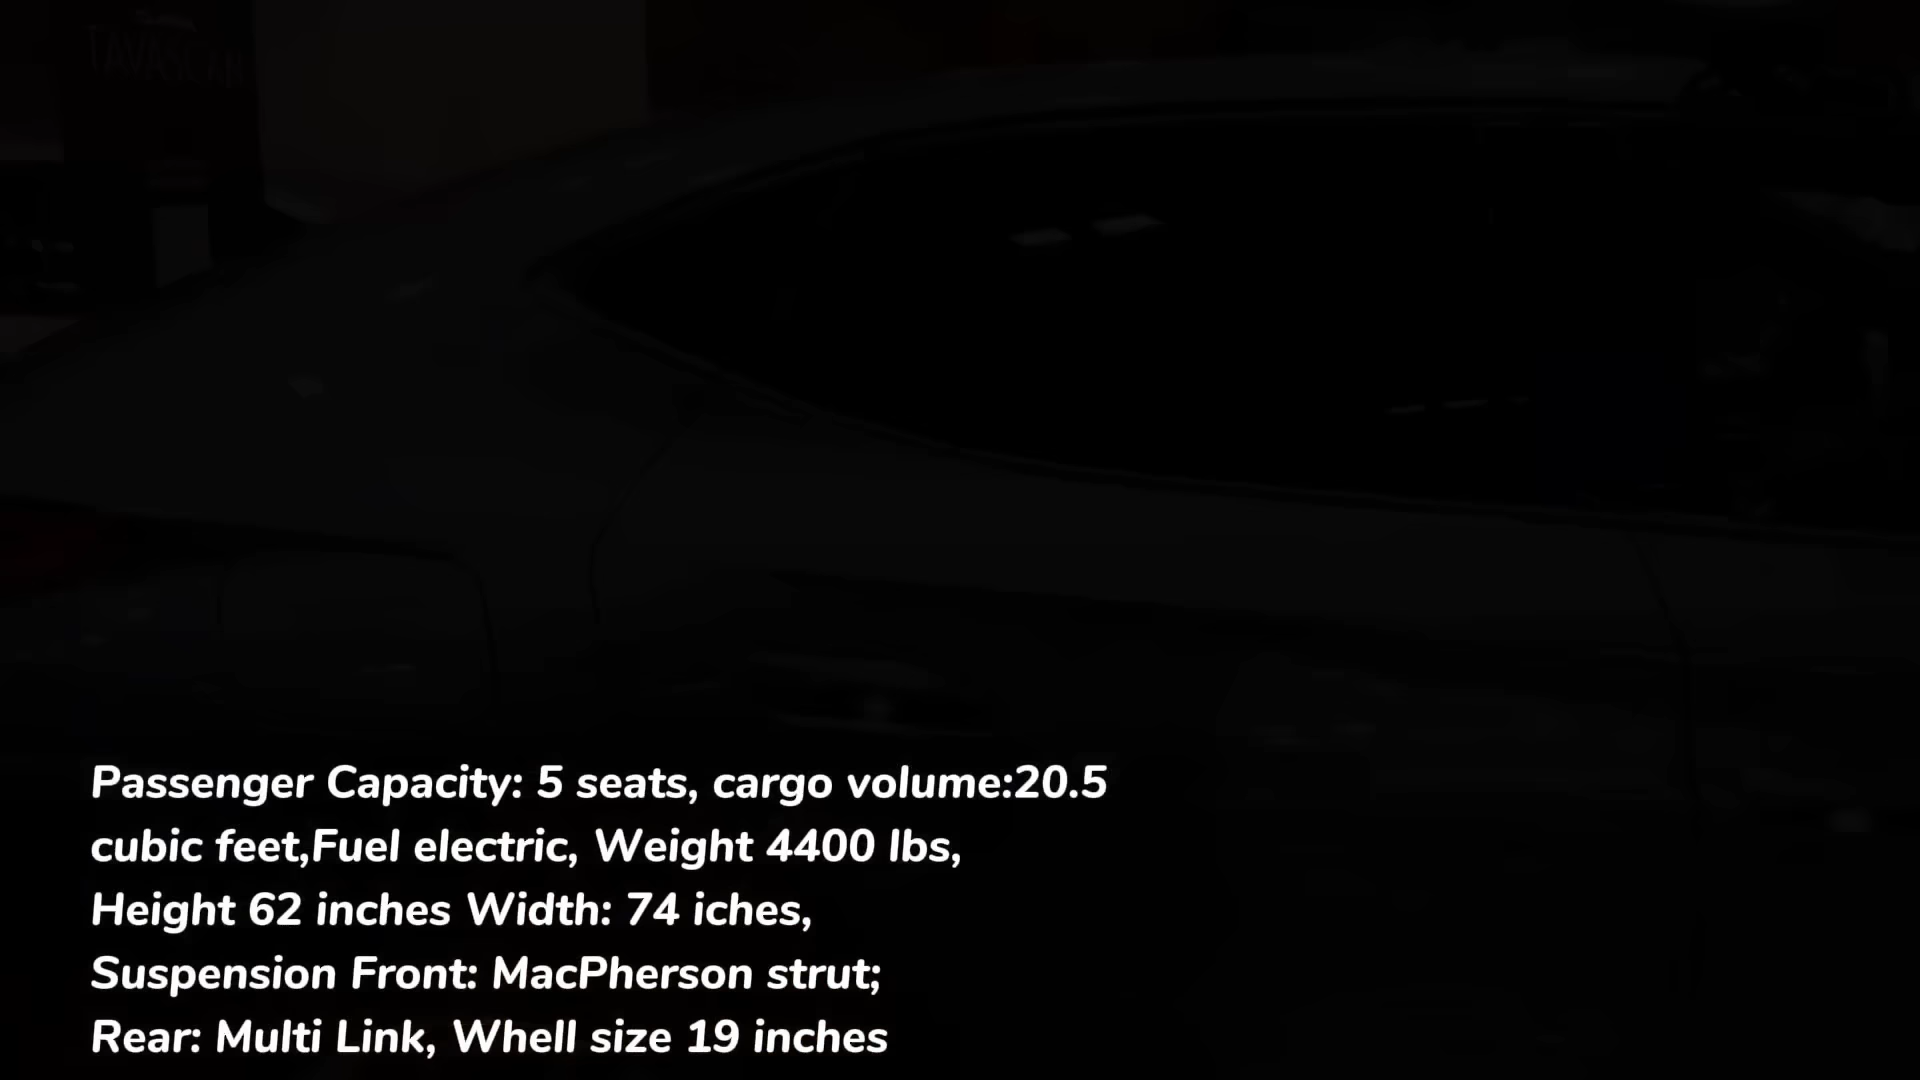 TAVASCAN
Passenger Capacity: 5 seats, cargo volume:20.5
cubic feet,Fuel electric, Weight 4400 lbs,
Height 62 inches Width: 74 iches,
Suspension Front: MacPherson strut;
Rear: Multi Link, Whell size 19 inches